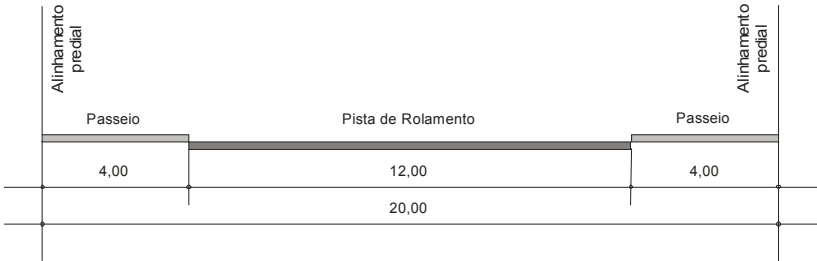 Alinhamento
predial
Alinhamento
predial
Passeio
Pista de Rolamento
Passeio
4,00
12,00
4,00
20,00